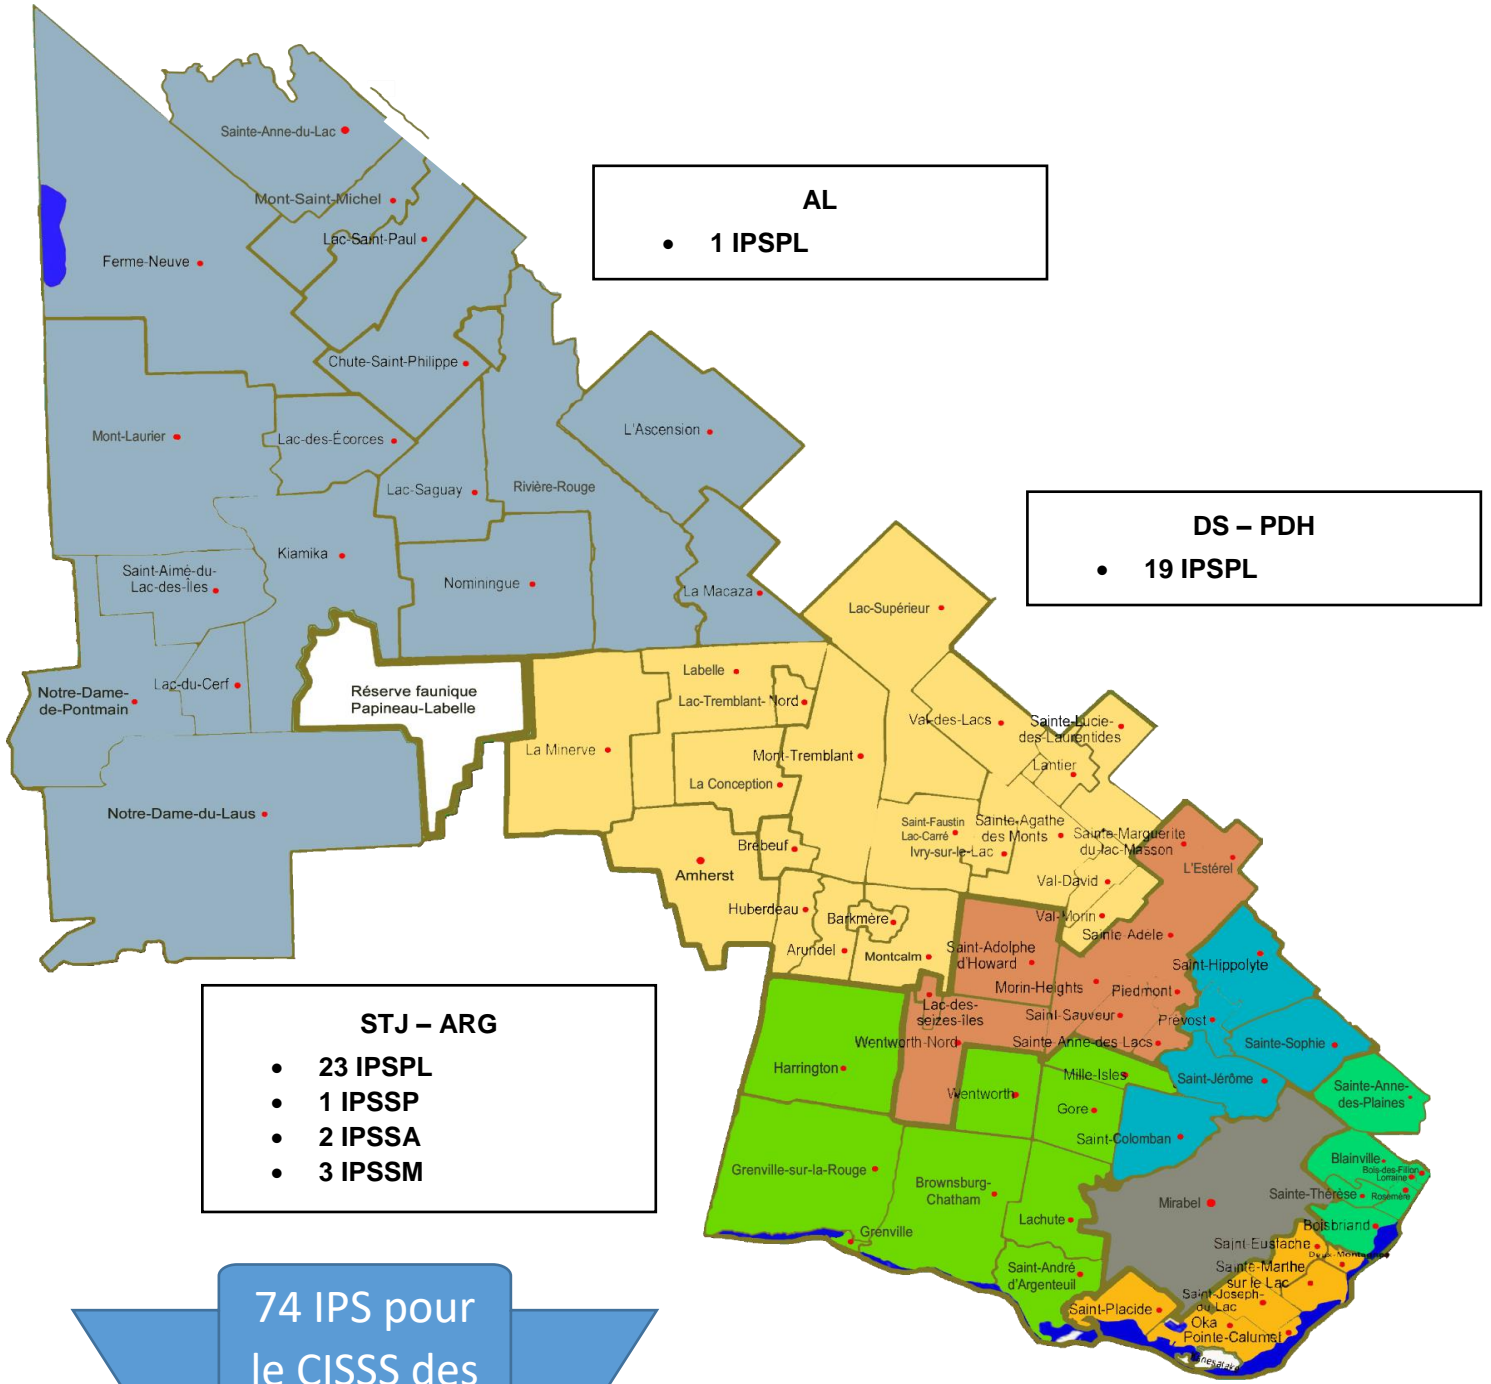 Sainte-Anne-du-Lac
Mont-Saint-Michel
Lac-Saint-Paul
Ferme-Neuve
AL
• 1 IPSPL
Chute-Saint-Philippe
Mont-Laurier
Lac-des-Écorces
L'Ascension
Lac-Saguay
Rivière-Rouge
DS – PDH
• 19 IPSPL
Kiamika
Saint-Aimé-du-
Lac-des-Îles
Nominingue
La Macaza
Lac-Supérieur
Notre-Dame-
de-Pontmain
Lac-du-Cerf
Réserve faunique
Papineau-Labelle
Labelle
Lac-Tremblant-Nord
Val-des-Lacs
Sainte-Lucie-
des-Laurentides
La Minerve
Mont-Tremblant
Lantier
La Conception
Notre-Dame-du-Laus
Saint-Faustin
Lac-Carré
Sainte-Agathe
des Monts
Sainte-Marguerite
du-lac-Masson
Ivry-sur-le-Lac
Brébeuf
Amherst
L'Estérel
Val-David
Huberdeau
Barkmère
Val-Morin
Sainte-Adele
Arundel
Montcalm
Saint-Adolphe
d'Howard
Saint-Hippolyte
Morin-Heights
Piedmont
Lac-des-
seizes-îles
Saint-Sauveur
Prévost
Wentworth-Nord
Sainte-Anne-des-Lacs
Sainte-Sophie
STJ – ARG
• 23 IPSPL
• 1 IPSSP
• 2 IPSSA
• 3 IPSSM
Harrington
Mille-Isles
Saint-Jérôme
Sainte-Anne-
des-Plaines
Wentworth
Gore
Saint-Colomban
Grenville-sur-la-Rouge
Brownsburg-
Chatham
Blainville
Bois-des-Filion
Lorraine
Mirabel
Sainte-Thérèse
Rosemère
Lachute
Boisbriand
Grenville
Saint-Eustache
Deux-Montagnes
Saint-André
d'Argenteuil
Sainte-Marthe
sur le Lac
Saint-Joseph-
du Lac
Saint-Placide
Oka
Pointe-Calumet
Kanesatake
74 IPS pour
le CISSS des